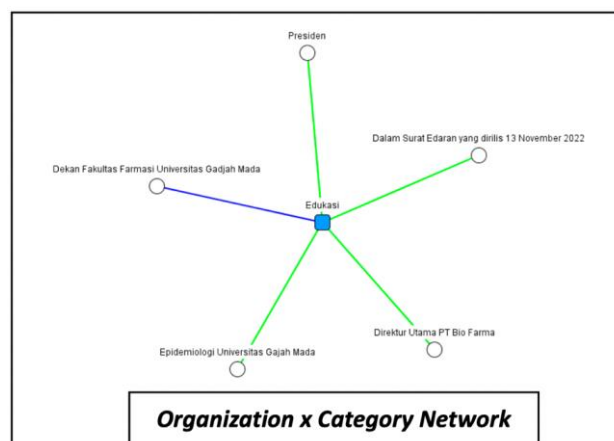 Presiden
Dalam Surat Edaran yang dirilis 13 November 2022
Dekan Fakultas Farmasi Universitas Gadjah Mada
Edukasi
Direktur Utama PT Bio Farma
Epidemiologi Universitas Gajah Mada
Organization x Category Network